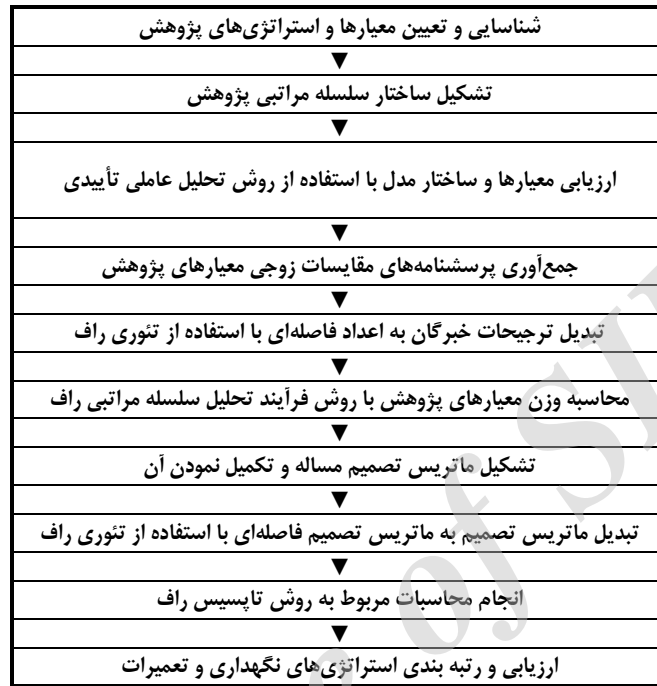 شناسایی و تعیین معیارها و استراتژی‌های پژوهش
▼
تشکیل ساختار سلسله مراتبی پژوهش
▼
ارزیابی معیارها و ساختار مدل با استفاده از روش تحلیل عاملی تأییدی
▼
جمع‌آوری پرسشنامه‌های مقایسات زوجی معیارهای پژوهش
▼
تبدیل ترجیحات خبرگان به اعداد فاصله‌ای با استفاده از تئوری راف
▼
محاسبه وزن معیارهای پژوهش با روش فرآیند تحلیل سلسله مراتبی راف
▼
تشکیل ماتریس تصمیم مساله و تکمیل نمودن آن
▼
تبدیل ماتریس تصمیم به ماتریس تصمیم فاصله‌ای با استفاده از تئوری راف
▼
انجام محاسبات مربوط به روش تاپسیس راف
▼
ارزیابی و رتبه بندی استراتژی‌های نگهداری و تعمیرات